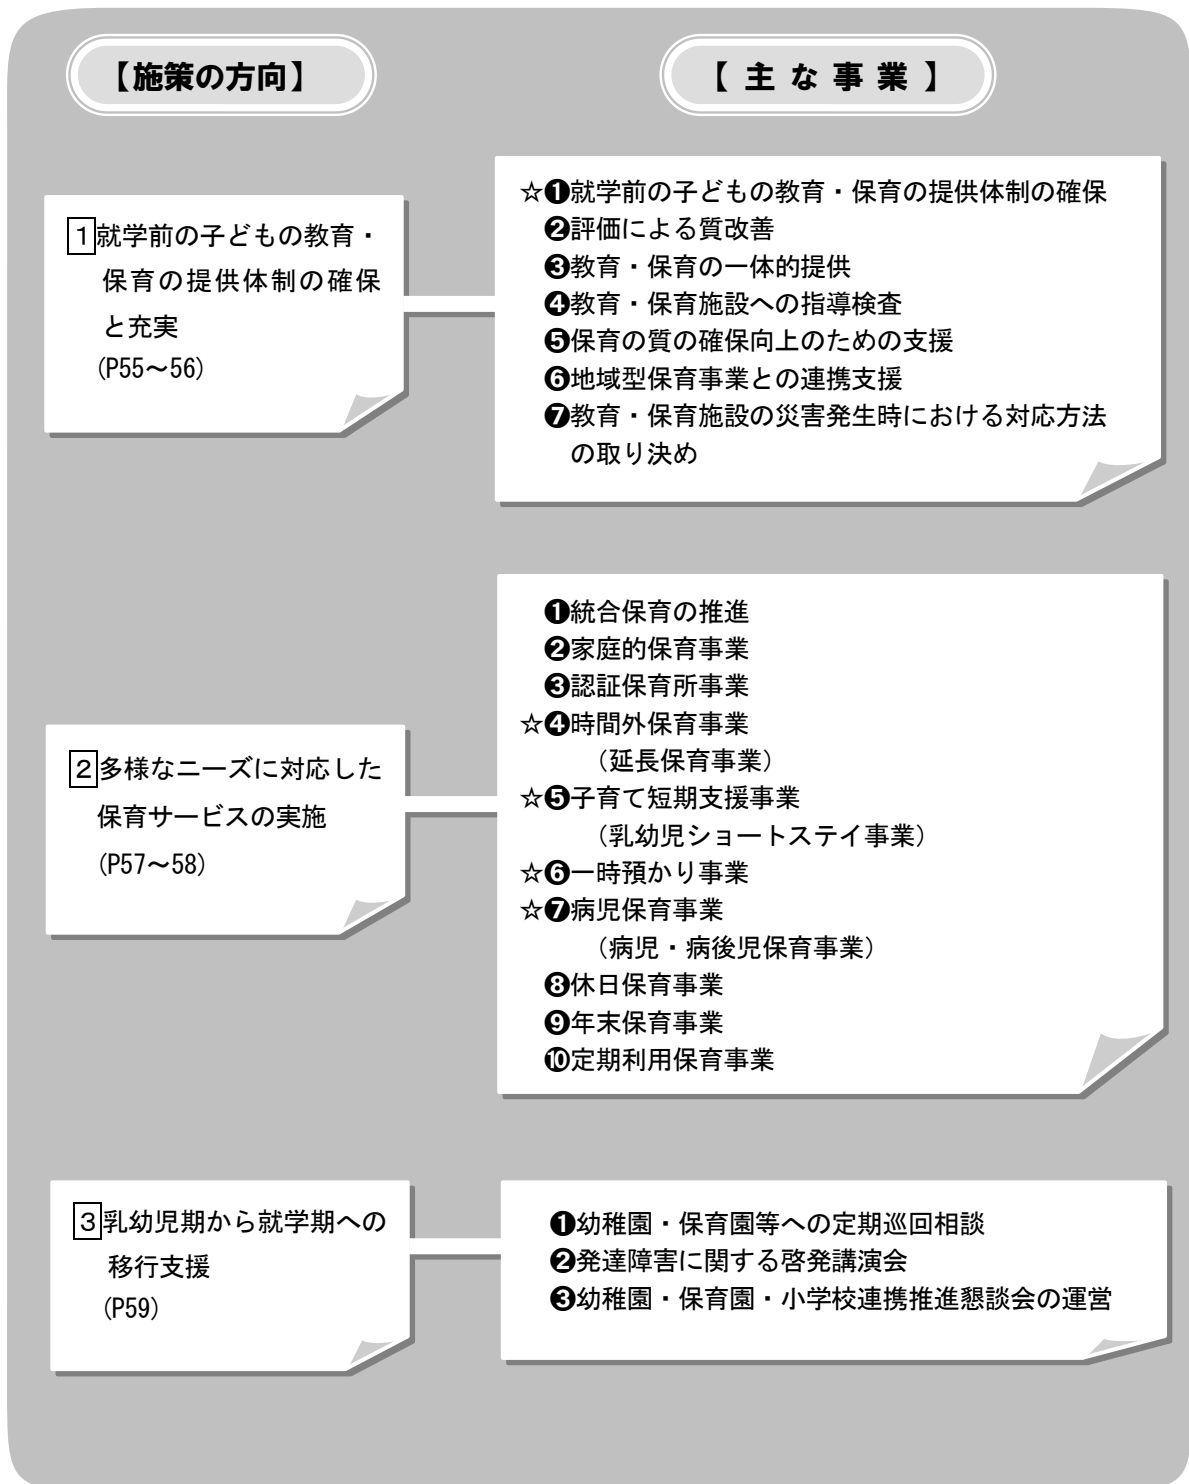 【施策の方向】
【 主 な 事 業 】
1就学前の子どもの教育・
保育の提供体制の確保
と充実
(P55～56)
☆❶就学前の子どもの教育・保育の提供体制の確保
❷評価による質改善
❸教育・保育の一体的提供
❹教育・保育施設への指導検査
❺保育の質の確保向上のための支援
❻地域型保育事業との連携支援
❼教育・保育施設の災害発生時における対応方法
の取り決め
2多様なニーズに対応した
保育サービスの実施
(P57～58)
❶統合保育の推進
❷家庭的保育事業
❸認証保育所事業
☆❹時間外保育事業
（延長保育事業）
☆❺子育て短期支援事業
（乳幼児ショートステイ事業）
☆❻一時預かり事業
☆❼病児保育事業
（病児・病後児保育事業）
❽休日保育事業
❾年末保育事業
❿定期利用保育事業
3乳幼児期から就学期への
移行支援
(P59)
❶幼稚園・保育園等への定期巡回相談
❷発達障害に関する啓発講演会
❸幼稚園・保育園・小学校連携推進懇談会の運営